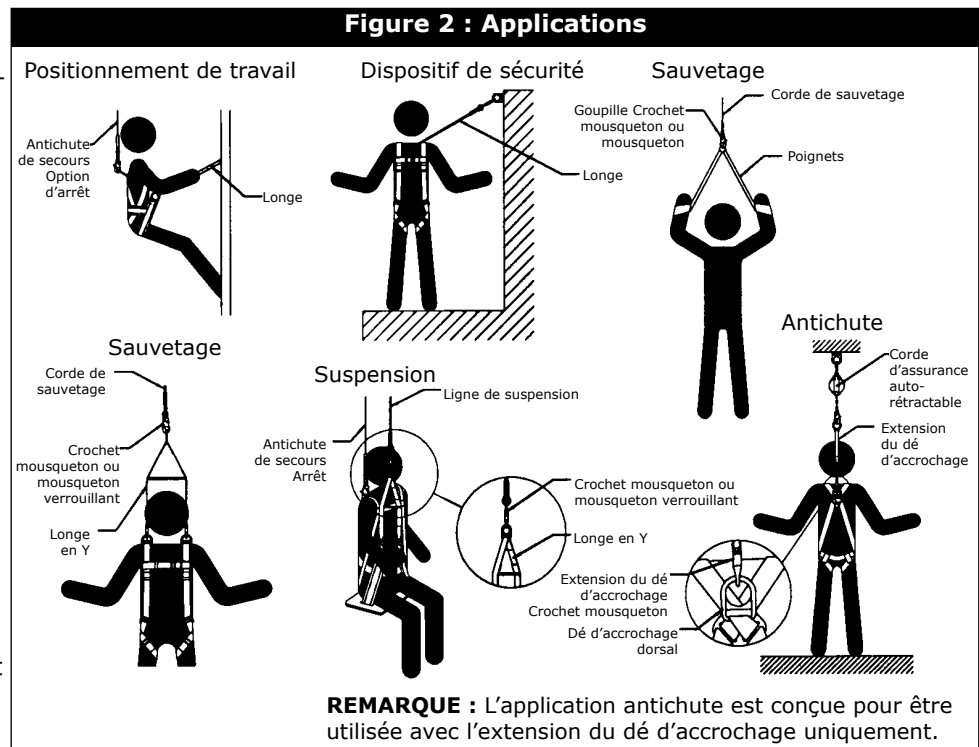 Figure 2 : Applications
Positionnement de travail
Antichute
de secours
Option
d'arrêt
Longe
Dispositif de sécurité
Longe
Sauvetage
Corde de sauvetage
Goupille Crochet
mousqueton ou
mousqueton
Poignets
Sauvetage
Corde de
sauvetage
Crochet
mousqueton ou
mousqueton
verrouillant
Longe
en Y
Suspension
Ligne de suspension
Antichute
de secours
Arrêt
Crochet mousqueton ou
mousqueton verrouillant
Longe en Y
Antichute
Corde
d'assurance
auto-
rétractable
Extension
du dé
d'accrochage
Extension du dé
d'accrochage
Crochet mousqueton
Dé d'accrochage
dorsal
REMARQUE : L'application antichute est conçue pour être
utilisée avec l'extension du dé d'accrochage uniquement.